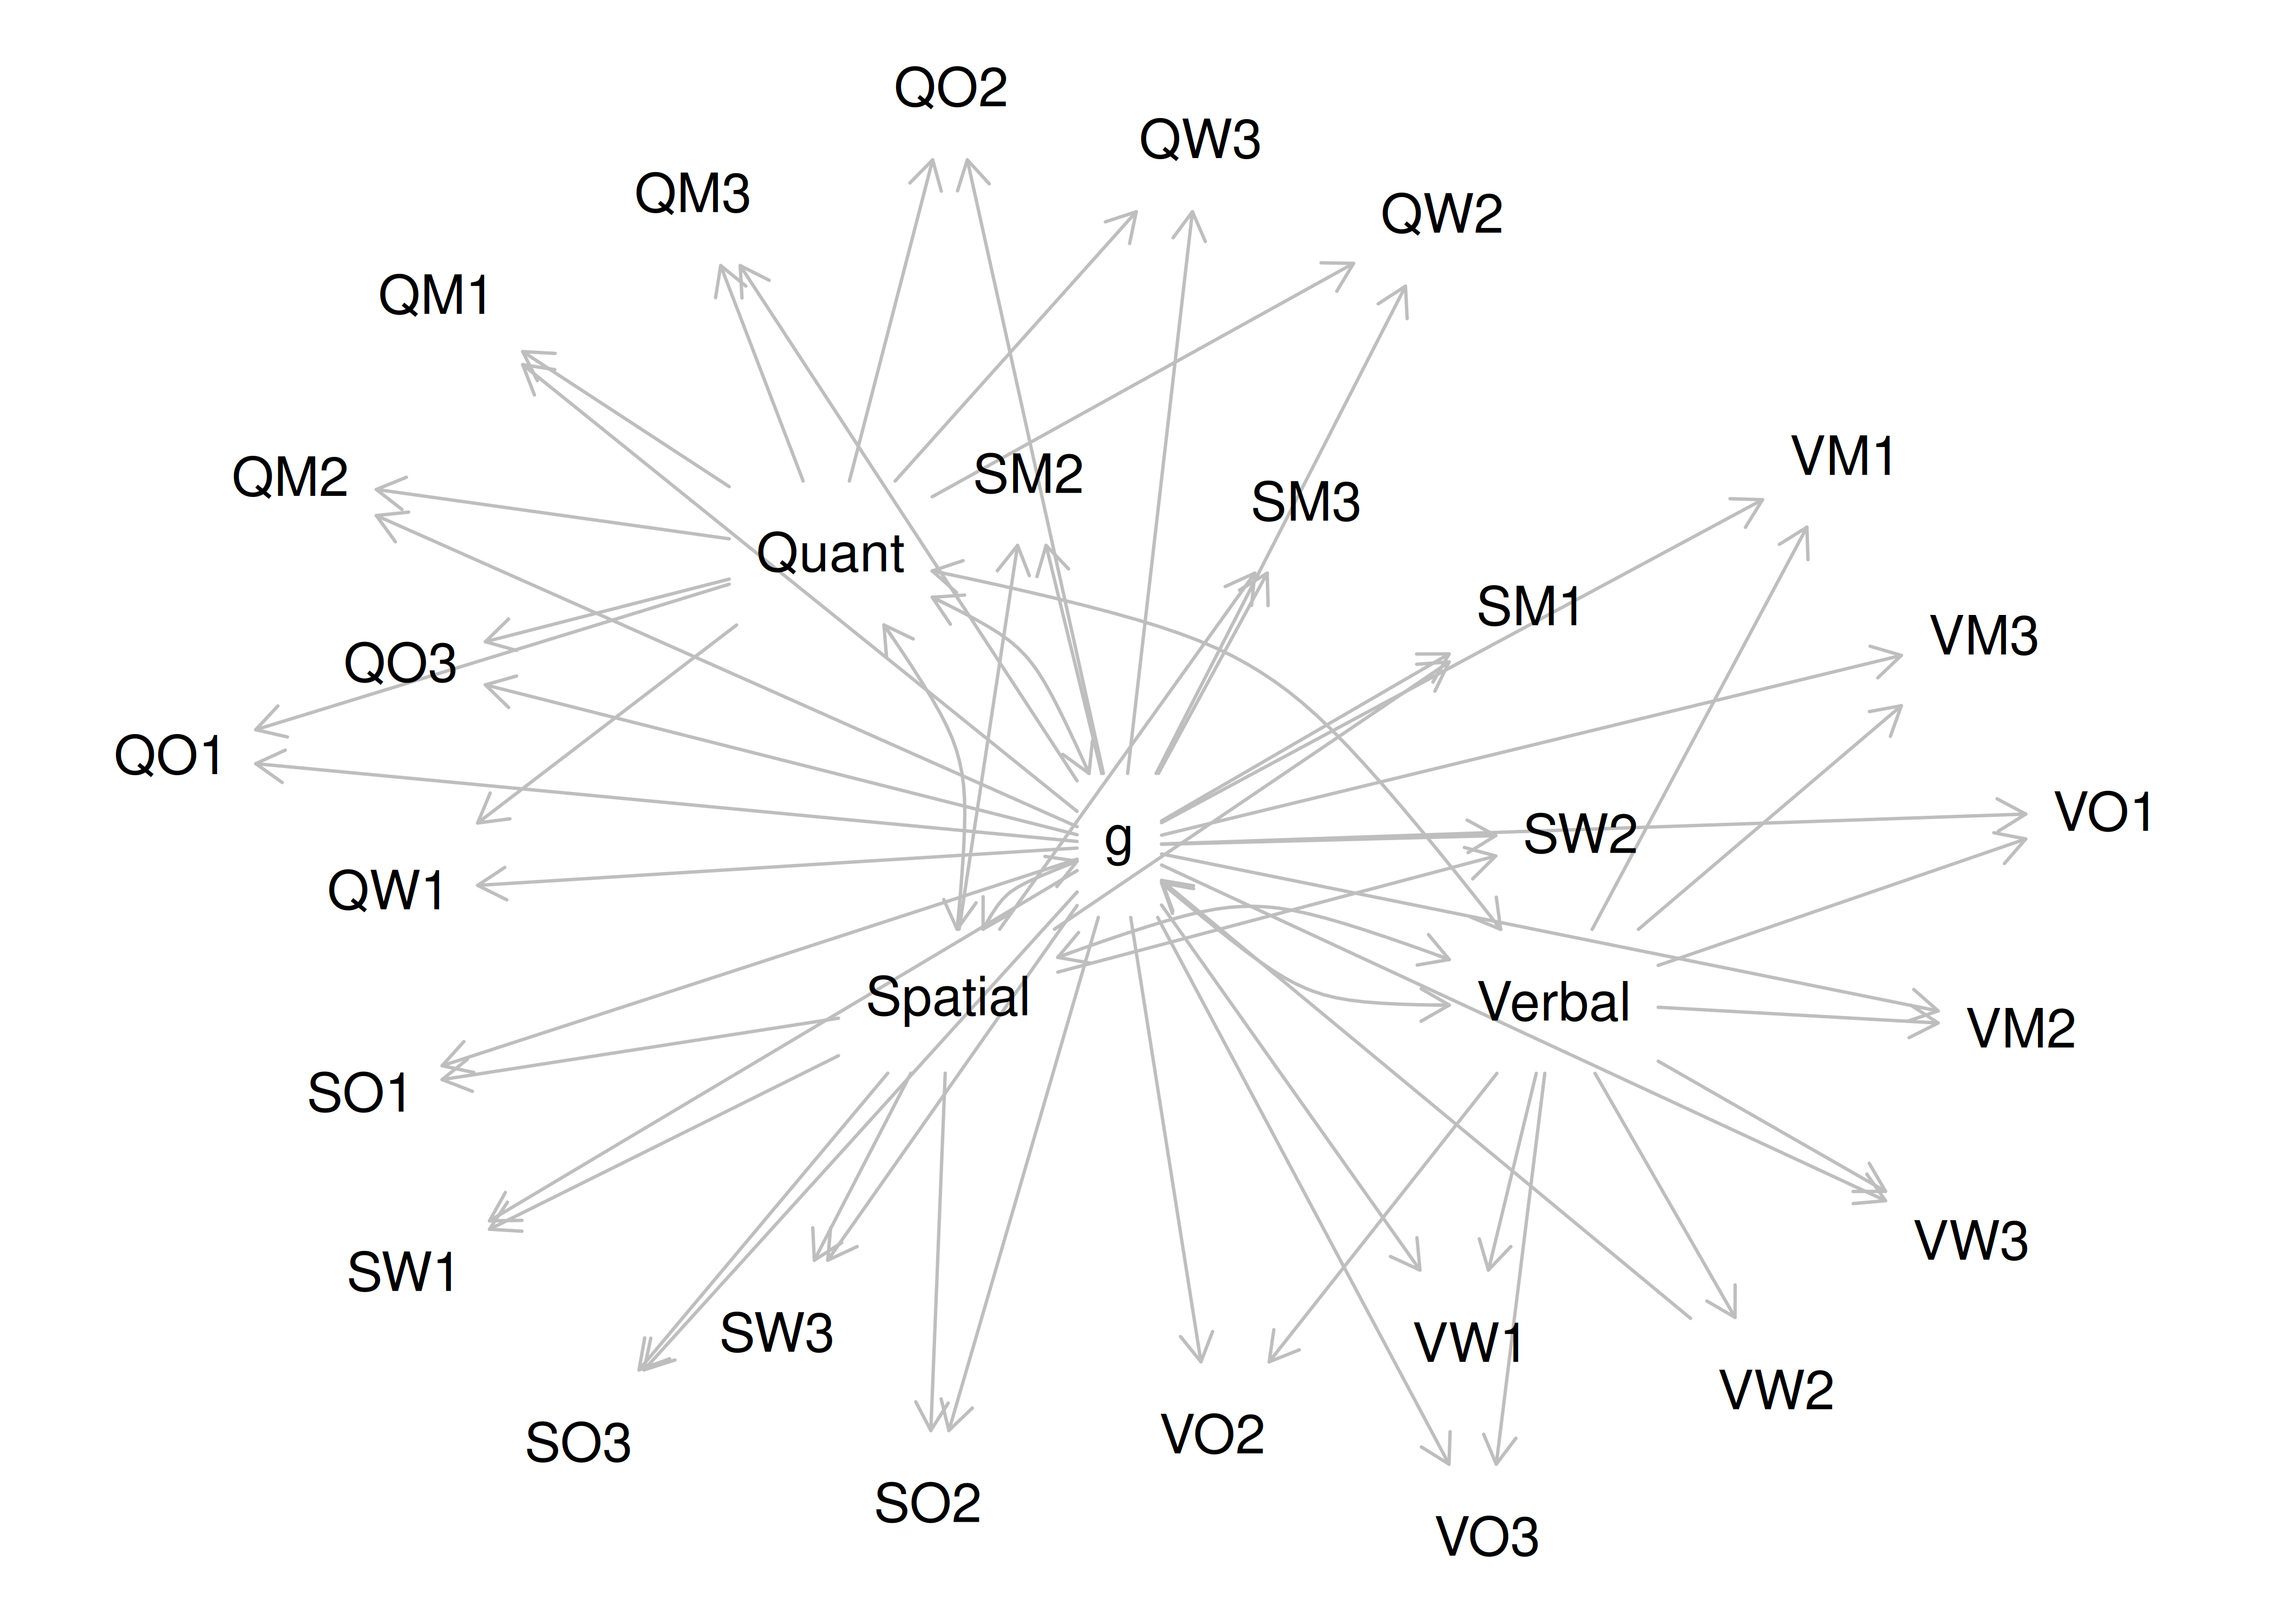 QO2
QW3
QM3
QW2
QM1
VM1
QM2
SM2
SM3
Quant
SM1
VM3
QO3
QO1
VO1
SW2
g
QW1
Spatial
Verbal
VM2
SO1
VW3
SW1
SW3
VW1
VW2
VO2
SO3
SO2
VO3